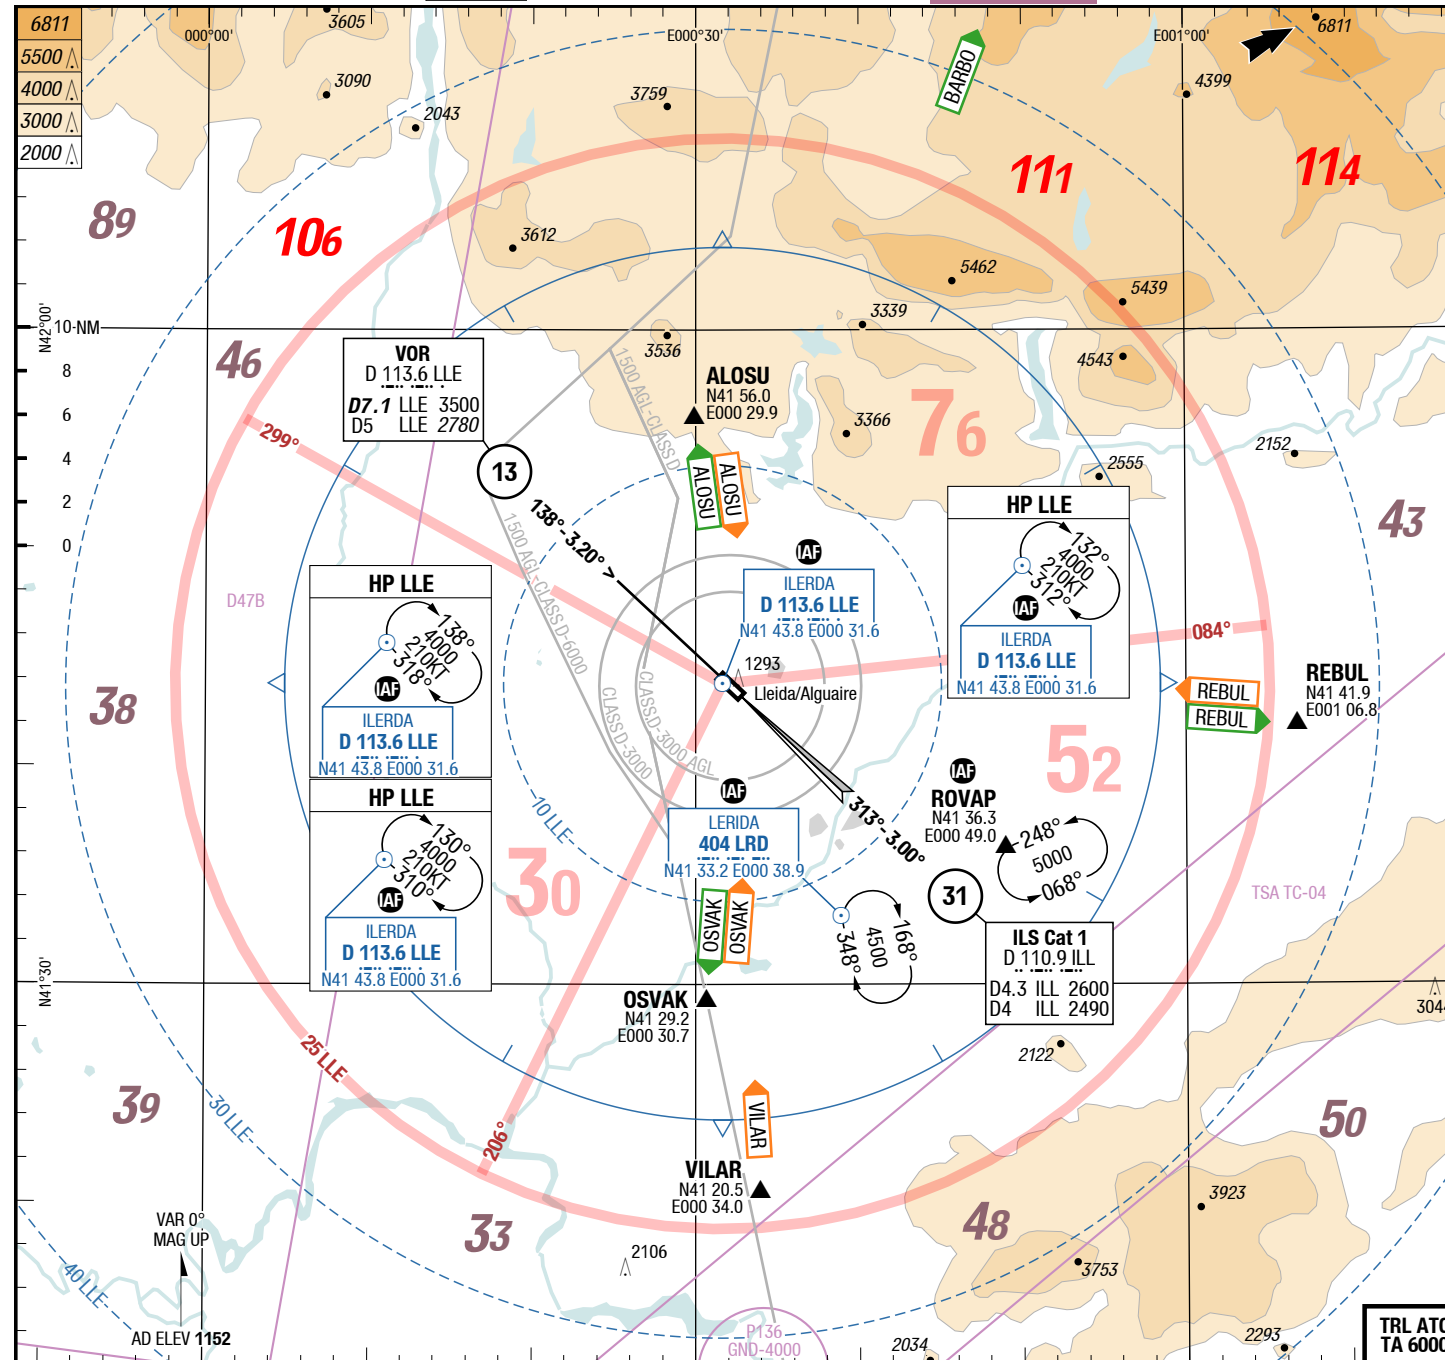 6811
5500
4000
3000
2000
3605
000°00'
E000°30'
E001°00'
6811
BARBO
3090
2043
3759
4399
111
114
89
106
3612
5462
5439
3339
3536
4543
N42°00'
10-NM
8
6
4
2
0
46
VOR
D 113.6 LLE
D7.1 LLE 3500
D5 LLE 2780
13
299°
138°-3.20° >
1500 AGL-CLASS D
1500 AGL-CLASS D-6000
ALOSU
N41 56.0
E000 29.9
ALOSU
ALOSU
3366
76
2555
2152
43
HP LLE
132°
4000
210KT
312°
IAF
ILERDA
D 113.6 LLE
N41 43.8 E000 31.6
IAF
ILERDA
D 113.6 LLE
N41 43.8 E000 31.6
D47B
HP LLE
138°
4000
210KT
318°
IAF
ILERDA
D 113.6 LLE
N41 43.8 E000 31.6
084°
1293
Lleida/Alguaire
CLASS D-3000
CLASS D-3000 AGL
38
REBUL
REBUL
REBUL
N41 41.9
E001 06.8
52
HP LLE
130°
4000
210KT
310°
IAF
ILERDA
D 113.6 LLE
N41 43.8 E000 31.6
10 LLE
30
IAF
LERIDA
404 LRD
N41 33.2 E000 38.9
313°-3.00°
IAF
ROVAP
N41 36.3
E000 49.0
248°
5000
068°
TSA TC-04
31
ILS Cat 1
D 110.9 ILL
D4.3 ILL 2600
D4 ILL 2490
168°
4500
348°
OSVAK
OSVAK
OSVAK
N41 29.2
E000 30.7
N41°30'
3044
2122
25 LLE
39
30 LLE
206°
VILAR
VILAR
N41 20.5
E000 34.0
50
3923
48
3753
33
2106
VAR 0°
MAG UP
40 LLE
AD ELEV 1152
P136
GND-4000
2034
2293
TRL ATC
TA 6000